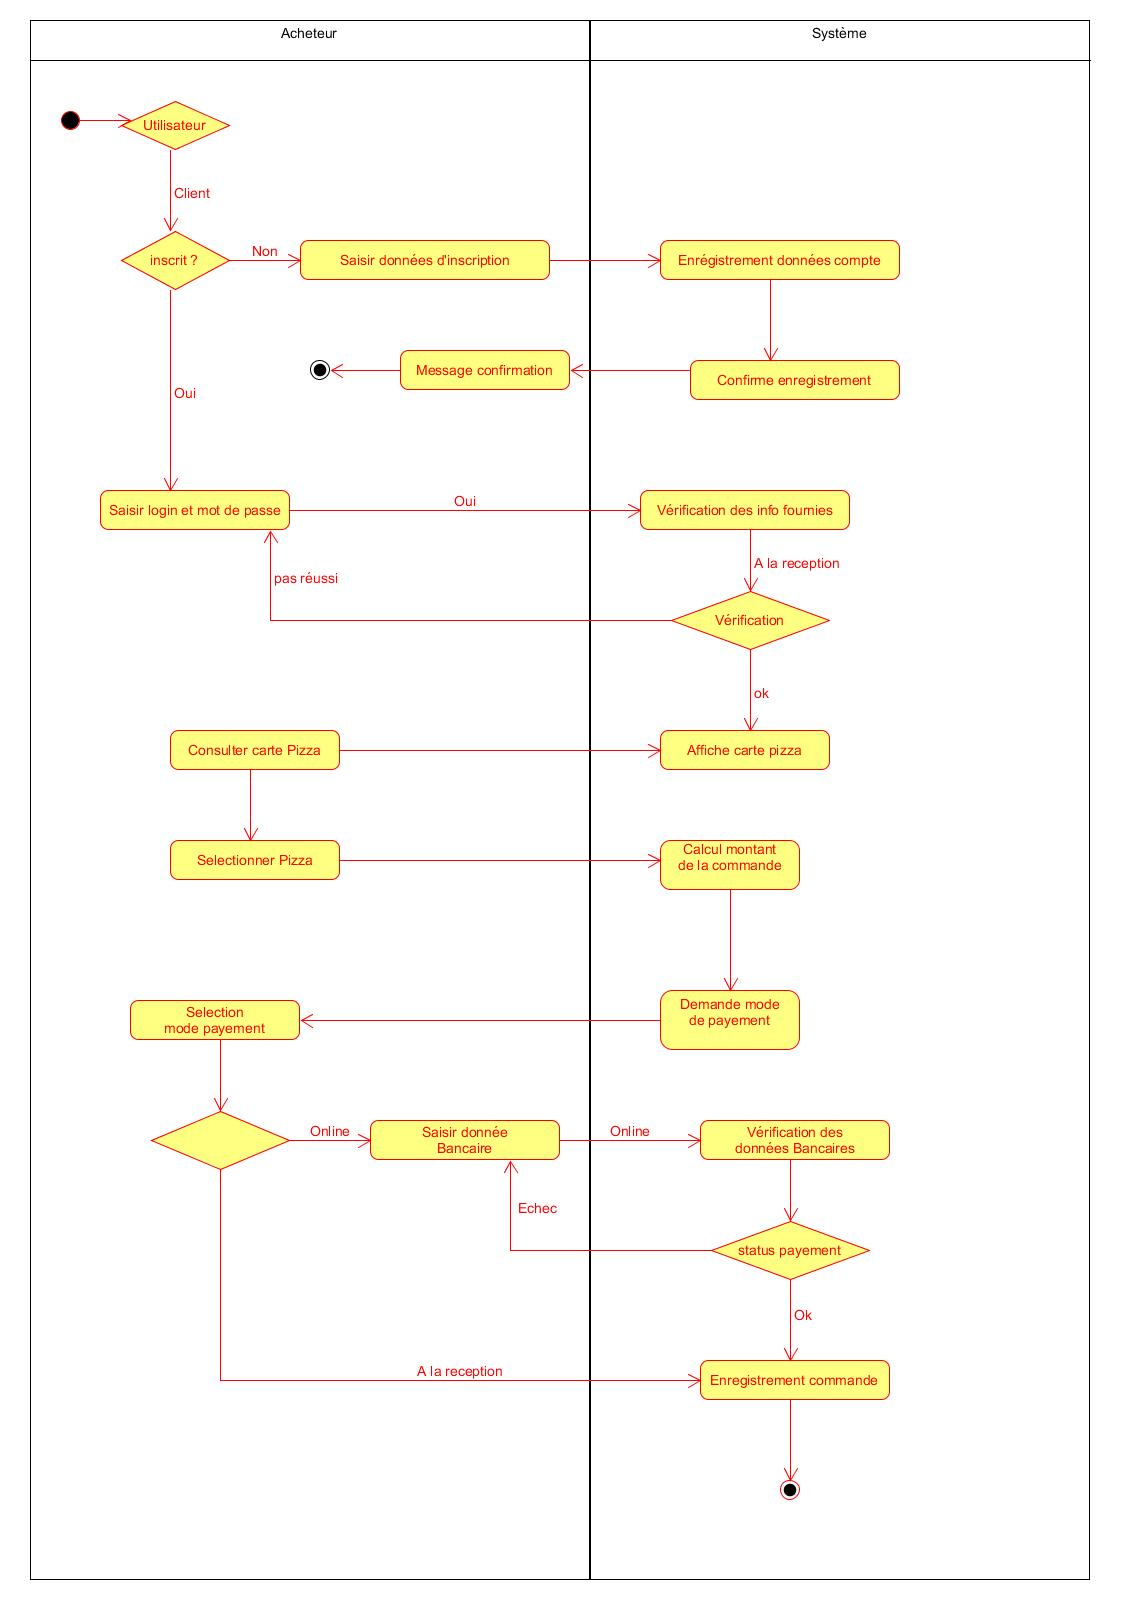 Acheteur
Système
Utilisateur
Client
inscrit ?
Non
Saisir données d'inscription
Enrégistrement données compte
Message confirmation
Confirme enregistrement
Oui
Saisir login et mot de passe
Oui
Vérification des info fournies
A la reception
pas réussi
Vérification
ok
Consulter carte Pizza
Affiche carte pizza
Selectionner Pizza
Calcul montant
de la commande
Selection
mode payement
Demande mode
de payement
Online
Saisir donnée
Bancaire
Online
Vérification des
données Bancaires
Echec
status payement
Ok
A la reception
Enregistrement commande